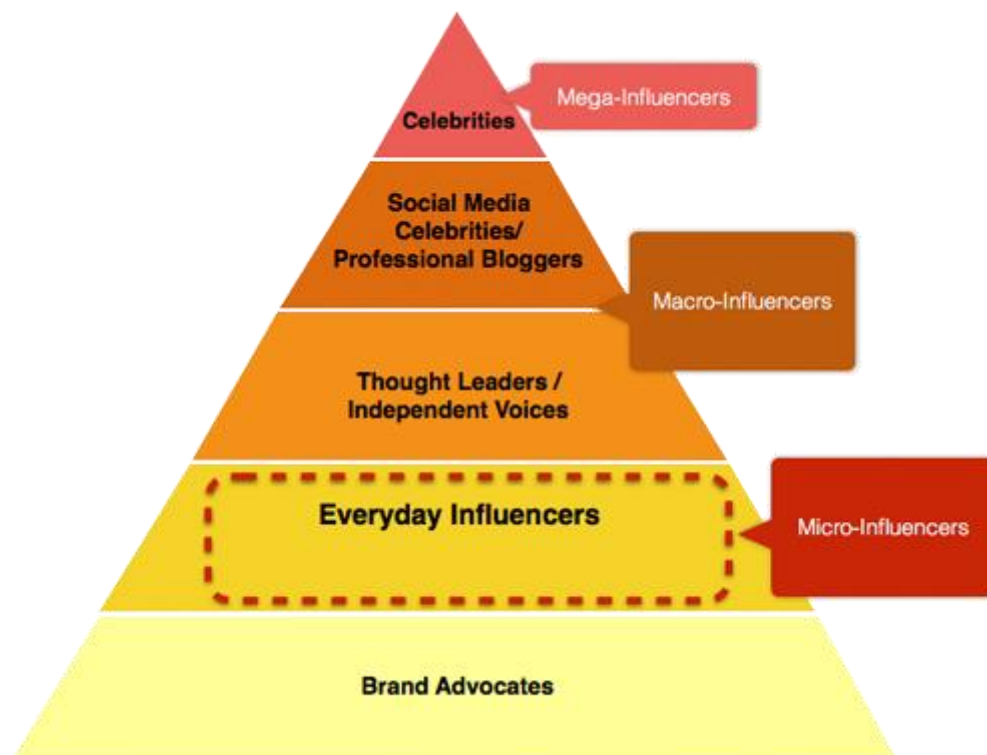 Mega-Influencers
Celebrities
Social Media
Celebrities/
Professional Bloggers
Macro-Influencers
Thought Leaders /
Independent Voices
Everyday Influencers
Micro-Influencers
Brand Advocates